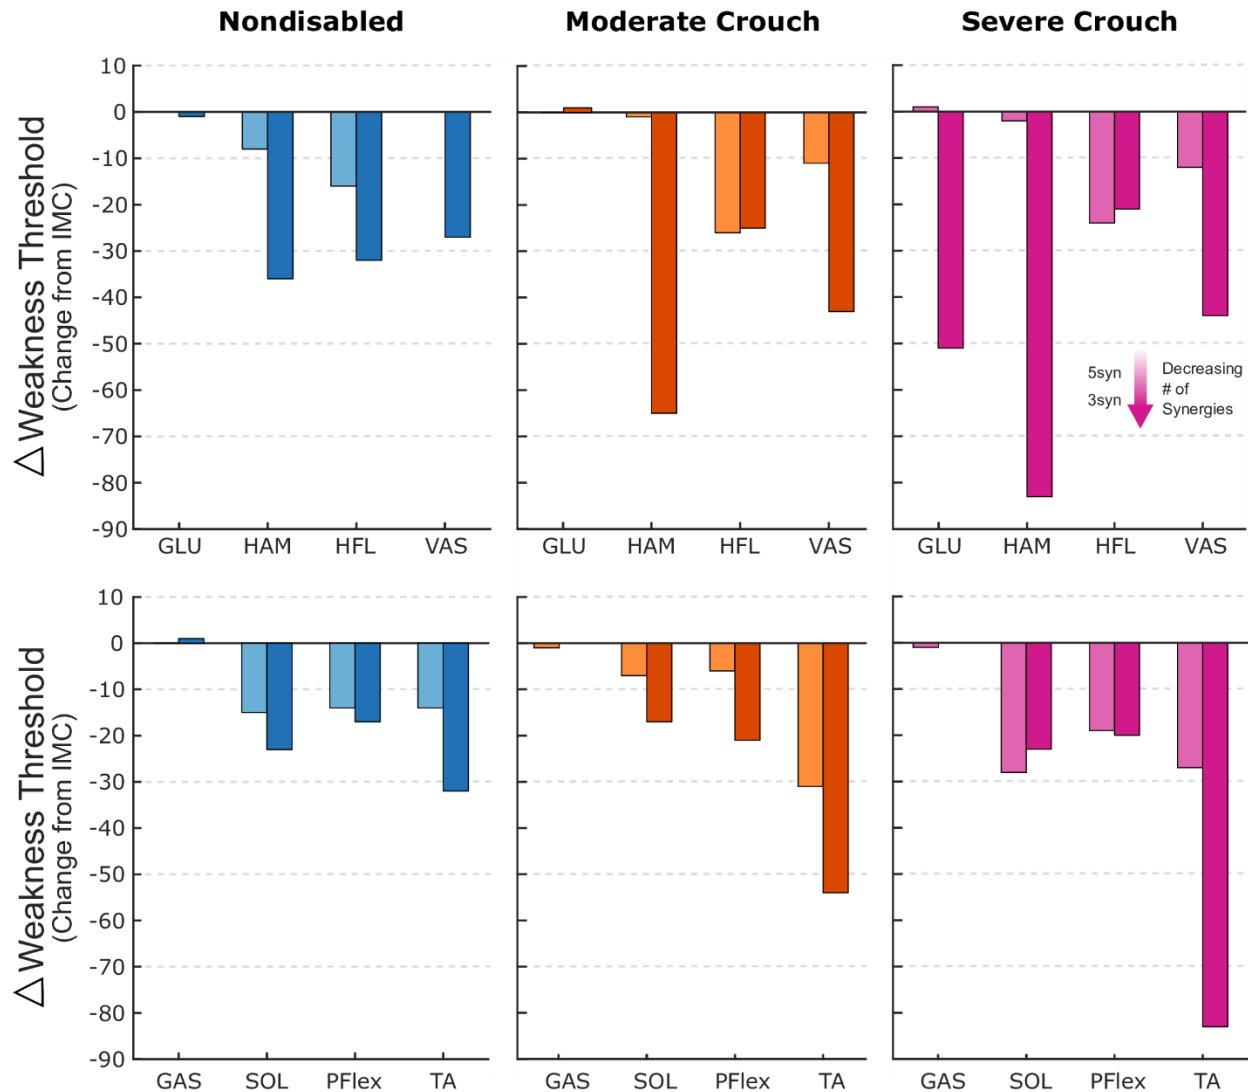 Nondisabled Moderate Crouch Severe Crouch
△ Weakness Threshold
(Change from IMC)
10
0
-10
-20
-30
-40
-50
-60
-70
-80
-90
GLU HAM HFL VAS
GLU HAM HFL VAS
5syn
3syn
Decreasing
# of
Synergies
GLU HAM HFL VAS
△ Weakness Threshold
(Change from IMC)
10
0
-10
-20
-30
-40
-50
-60
-70
-80
-90
GAS SOL PFlex TA
GAS SOL PFlex TA
GAS SOL PFlex TA